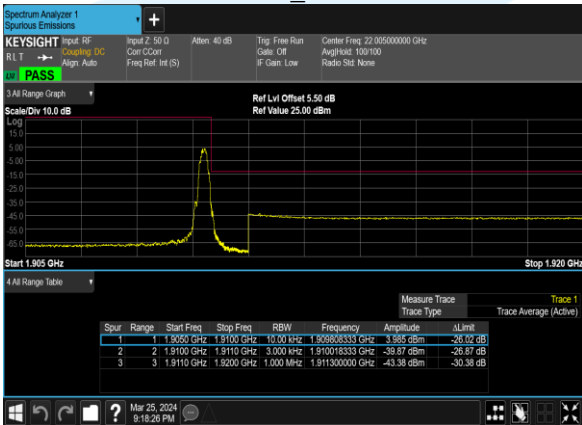 Spectrum Analyzer 1
Spurious Emissions
KEYSIGHT Input: RF Input Z: 50 Ω Atten: 40 dB Trig: Free Run Center Freq: 22.005000000 GHz
RLT Coupling: DC Corr CCorr Gate: Off Avg|Hold: 100/100
Align: Auto Freq Ref: Int (S) IF Gain: Low Radio Std: None
LXI PASS
3 All Range Graph
Ref Lvl Offset 5.50 dB
Scale/Div 10.0 dB Ref Value 25.00 dBm
Log
15.0
5.00
-5.00
-15.0
-25.0
-35.0
-45.0
-55.0
-65.0
Start 1.905 GHz Stop 1.920 GHz
4 All Range Table
Measure Trace Trace 1
Trace Type Trace Average (Active)
Spur Range Start Freq Stop Freq RBW Frequency Amplitude ΔLimit
1 1 1.9050 GHz 1.9100 GHz 10.00 kHz 1.909808333 GHz 3.985 dBm -26.02 dB
2 2 1.9100 GHz 1.9110 GHz 3.000 kHz 1.910018333 GHz -39.87 dBm -26.87 dB
3 3 1.9110 GHz 1.9200 GHz 1.000 MHz 1.911300000 GHz -43.38 dBm -30.38 dB
Mar 25, 2024
9:18:26 PM